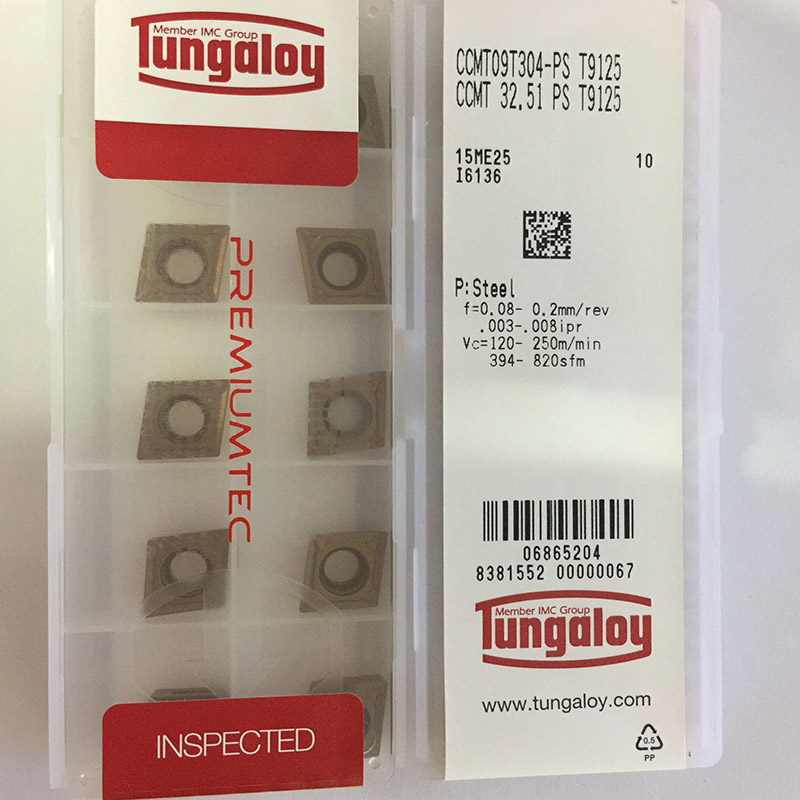 Member IMC Group
Tungaloy
PREMIUMTEC
INSPECTED
CCMT09T304-PS T9125
CCMT 32.51 PS T9125
15ME25 10
I6136
P:Steel
f=0.08- 0.2mm/rev
.003-.008ipr
Vc=120- 250m/min
394- 820sfm
06865204
8381552 00000067
Member IMC Group
Tungaloy
www.tungaloy.com
0.5
PP